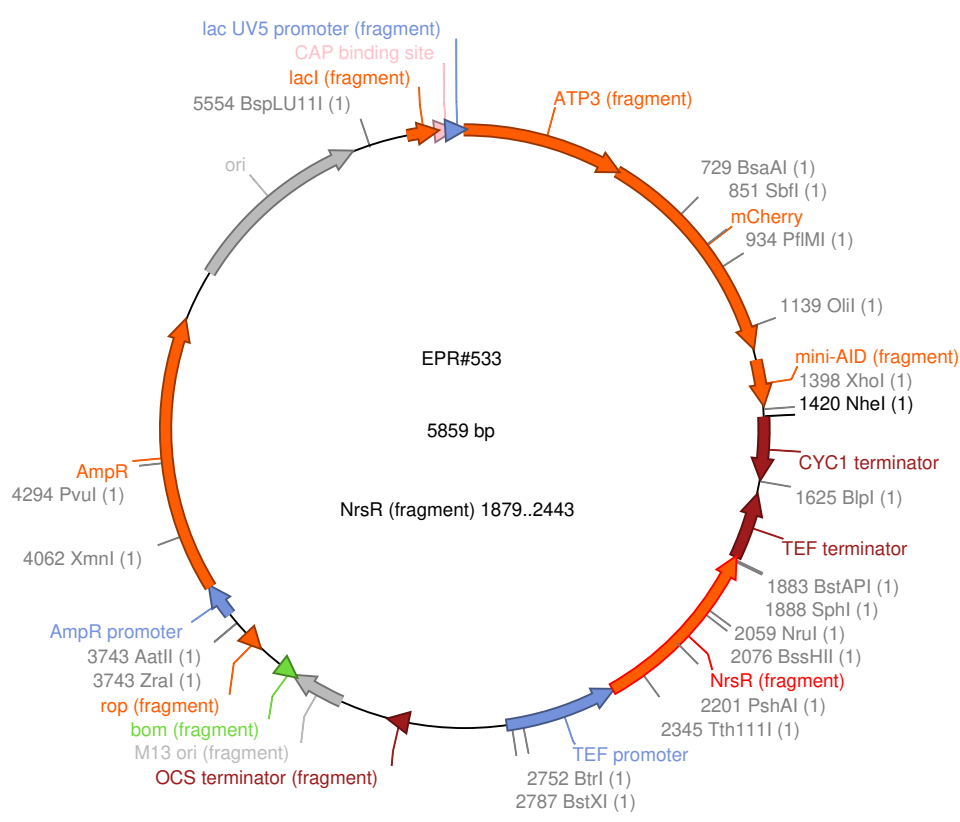 lac UV5 promoter (fragment)
CAP binding site
lacI (fragment)
5554 BspLU11I (1)
ori
ATP3 (fragment)
729 BsaAI (1)
851 SbfI (1)
mCherry
934 PflMI (1)
1139 OliI (1)
mini-AID (fragment)
1398 XhoI (1)
1420 NheI (1)
CYC1 terminator
1625 BlpI (1)
TEF terminator
1883 BstAPI (1)
1888 SphI (1)
2059 NruI (1)
2076 BssHII (1)
NrsR (fragment)
2201 PshAI (1)
2345 Tth111I (1)
TEF promoter
2752 BtrI (1)
2787 BstXI (1)
EPR#533
5859 bp
NrsR (fragment) 1879..2443
AmpR
4294 PvuI (1)
4062 XmnI (1)
AmpR promoter
3743 AatII (1)
3743 ZraI (1)
rop (fragment)
bom (fragment)
M13 ori (fragment)
OCS terminator (fragment)